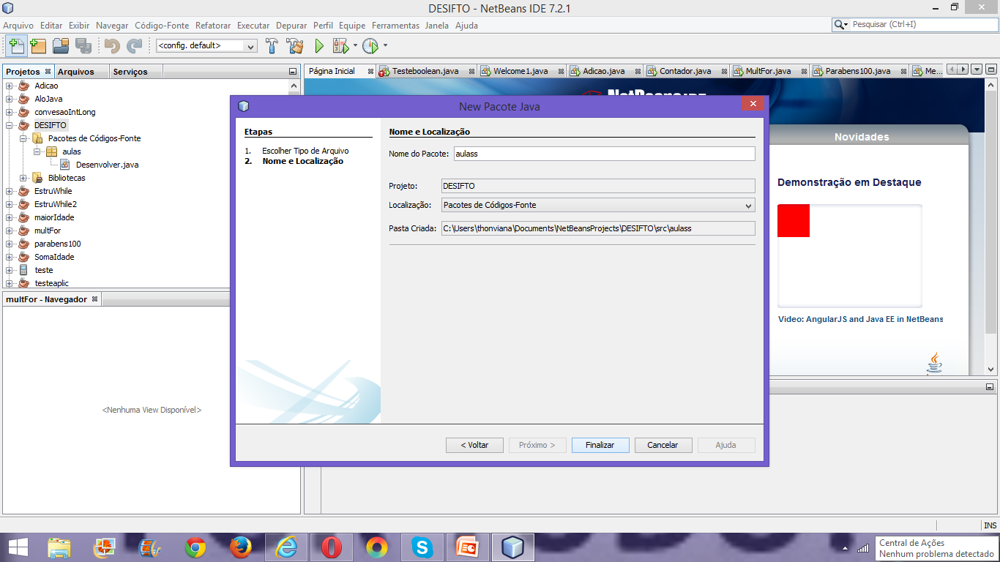 DESIFTO - NetBeans IDE 7.2.1
Arquivo Editar Exibir Navegar Código-Fonte Refatorar Executar Depurar Perfil Equipe Ferramentas Janela Ajuda
Pesquisar (Ctrl+I)
<config. default>
Projetos Arquivos Serviços
Página Inicial Testeboolean.java Welcome1.java Adicao.java Contador.java MultFor.java Parabens100.java Me...
Adicao
AloJava
convesaoIntLong
DESIFTO
Pacotes de Códigos-Fonte
aulas
Desenvolver.java
Bibliotecas
EstruWhile
EstruWhile2
maiorIdade
multFor
parabens100
SomaIdade
teste
testeaplic
multFor - Navegador
<Nenhuma View Disponível>
NetBeans IDE
New Pacote Java
Etapas
1. Escolher Tipo de Arquivo
2. Nome e Localização
Nome e Localização
Nome do Pacote: aulass
Projeto: DESIFTO
Localização: Pacotes de Códigos-Fonte
Pasta Criada: C:\Users\thonviana\Documents\NetBeansProjects\DESIFTO\src\aulass
< Voltar Próximo > Finalizar Cancelar Ajuda
Novidades
Demonstração em Destaque
Video: AngularJS and Java EE in NetBeans
INS
Central de Ações
Nenhum problema detectado